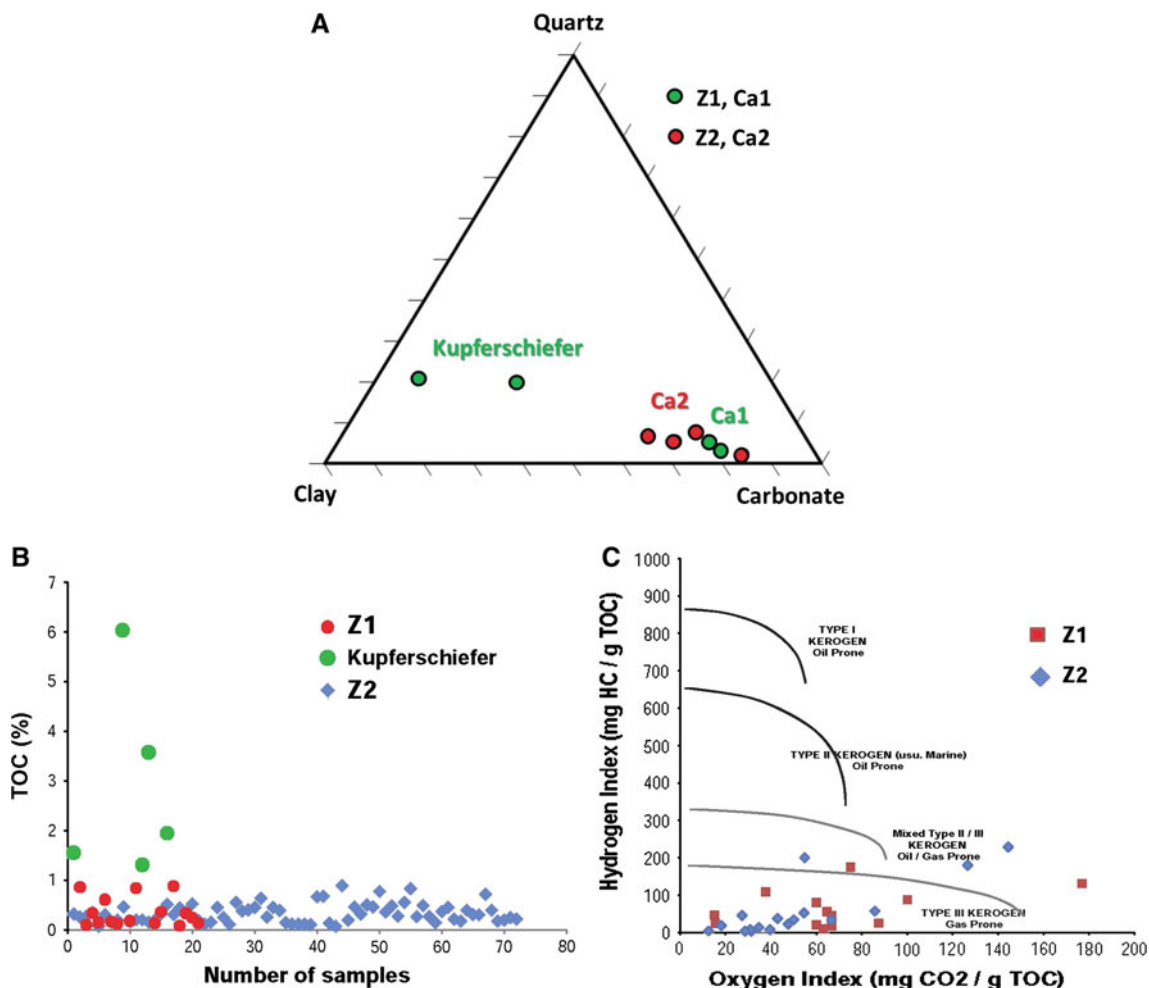 A
Quartz
Z1, Ca1
Z2, Ca2
Kupferschiefer
Ca2
Ca1
Clay
Carbonate
B
7
6
5
4
3
2
1
0
TOC (%)
Z1
Kupferschiefer
Z2
0 10 20 30 40 50 60 70 80
Number of samples
C
1000
900
800
700
600
500
400
300
200
100
0
Hydrogen Index (mg HC / g TOC)
TYPE I
KEROGEN
Oil Prone
Z1
Z2
TYPE II KEROGEN (usu. Marine)
Oil Prone
Mixed Type II / III
KEROGEN
Oil / Gas Prone
TYPE III KEROGEN
Gas Prone
0 20 40 60 80 100 120 140 160 180 200
Oxygen Index (mg CO2 / g TOC)